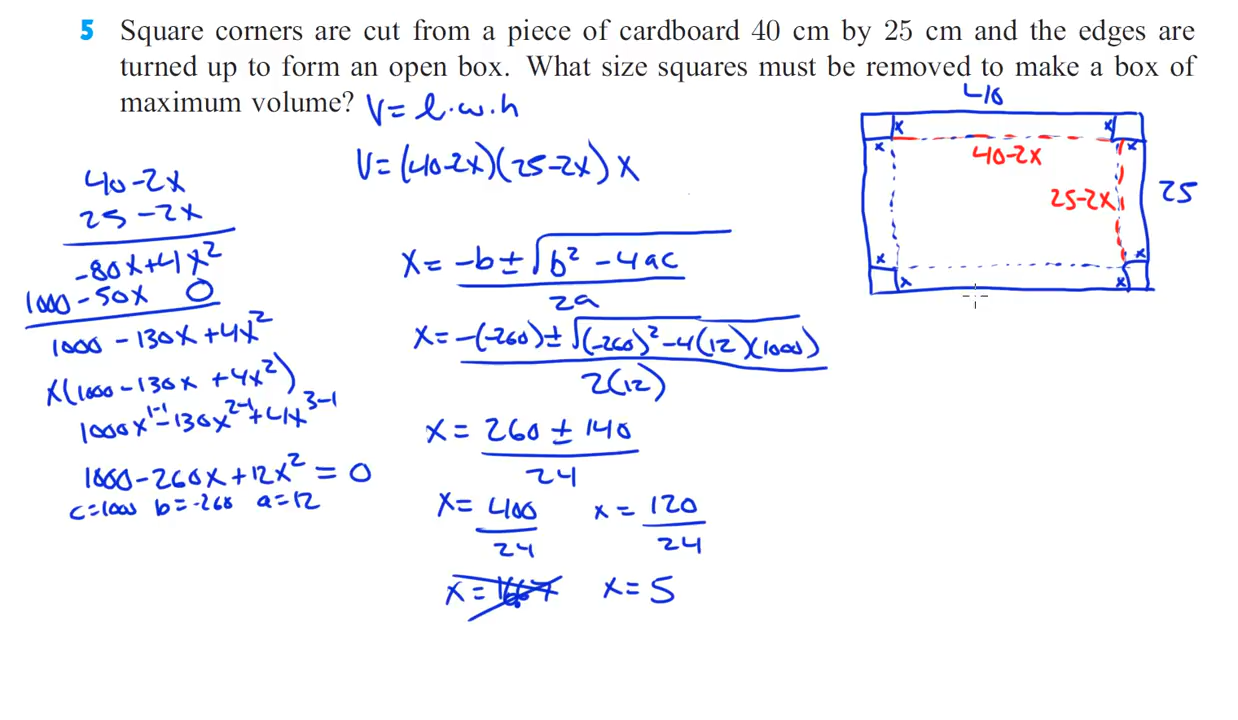 5 Square corners are cut from a piece of cardboard 40 cm by 25 cm and the edges are
turned up to form an open box. What size squares must be removed to make a box of
maximum volume? V = l·w·h
V = (40-2x)(25-2x)x
40-2x
25-2x
-80x+4x²
1000-50x 0
1000-130x+4x²
x(1000-130x+4x²)
1000x¹⁻¹-130x²⁻¹+4x³⁻¹
1000-260x+12x²=0
c=1000 b=-260 a=12
x = -b±√b²-4ac
2a
x = -(-260)±√(-260)²-4(12)(1000)
2(12)
x = 260±140
24
x = 400 x = 120
24 24
x = 16.7 x = 5
40
x x
x x
40-2x
25-2x
25
x x
x x